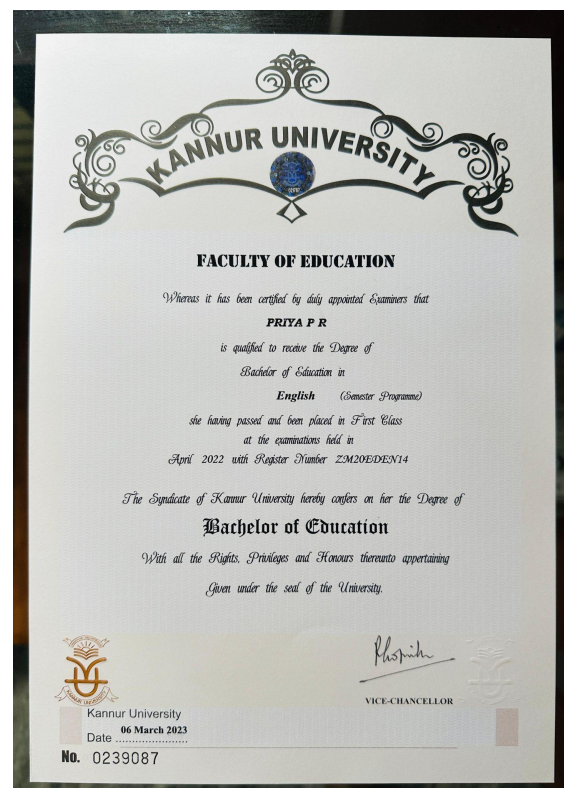 KANNUR UNIVERSITY
FACULTY OF EDUCATION
Whereas it has been certified by duly appointed Examiners that
PRIYA P R
is qualified to receive the Degree of
Bachelor of Education in
English (Semester Programme)
she having passed and been placed in First Class
at the examinations held in
April 2022 with Register Number ZM20EDEN14
The Syndicate of Kannur University hereby confers on her the Degree of
Bachelor of Education
With all the Rights, Privileges and Honours thereunto appertaining
Given under the seal of the University.
VICE-CHANCELLOR
Kannur University
Date 06 March 2023
No. 0239087